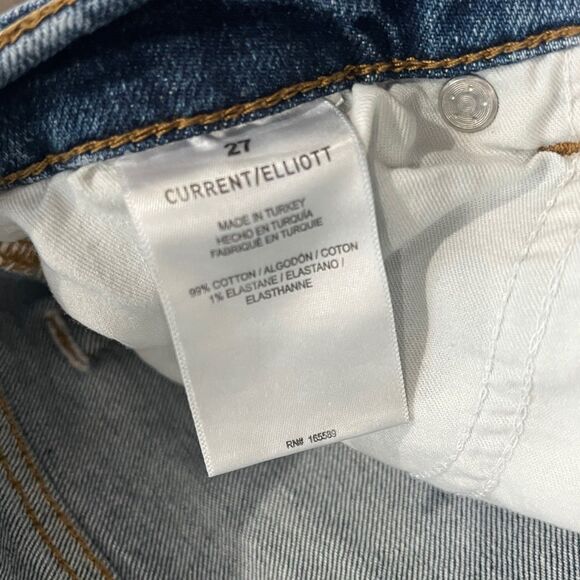 27
CURRENT/ELLIOTT
MADE IN TURKEY
HECHO EN TURQUÍA
FABRIQUÉ EN TURQUIE
99% COTTON / ALGODÓN / COTON
1% ELASTANE / ELASTANO /
ELASTHANNE
RN# 165589